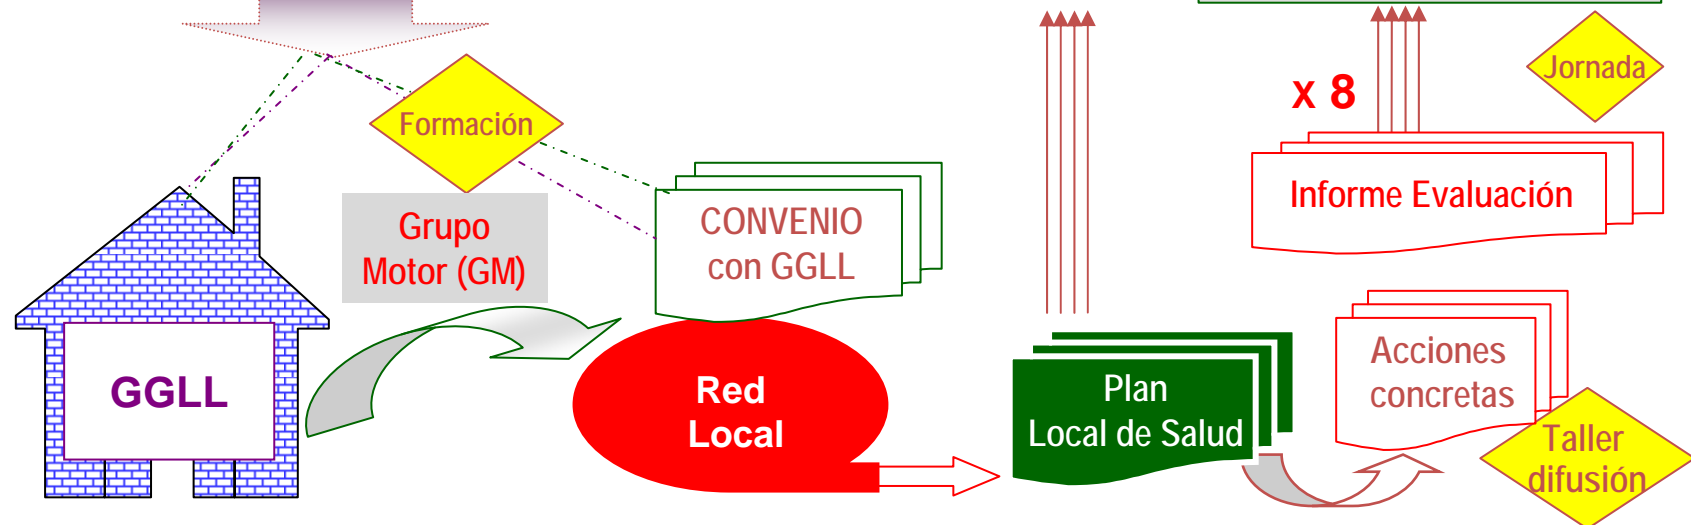 Jornada
x 8
Formación
Informe Evaluación
Grupo
Motor (GM)
CONVENIO
con GGLL
GGLL
Red
Local
Plan
Local de Salud
Acciones
concretas
Taller
difusión